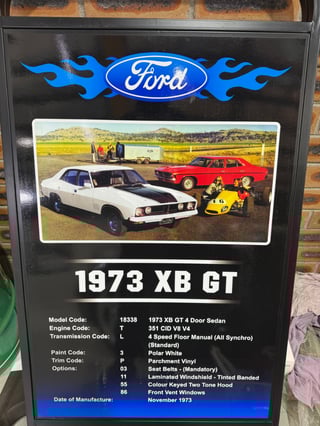 Ford
1973 XB GT
Model Code: 18338 1973 XB GT 4 Door Sedan
Engine Code: T 351 CID V8 V4
Transmission Code: L 4 Speed Floor Manual (All Synchro)
(Standard)
Paint Code: 3 Polar White
Trim Code: P Parchment Vinyl
Options: 03 Seat Belts - (Mandatory)
11 Laminated Windshield - Tinted Banded
55 Colour Keyed Two Tone Hood
86 Front Vent Windows
Date of Manufacture: November 1973